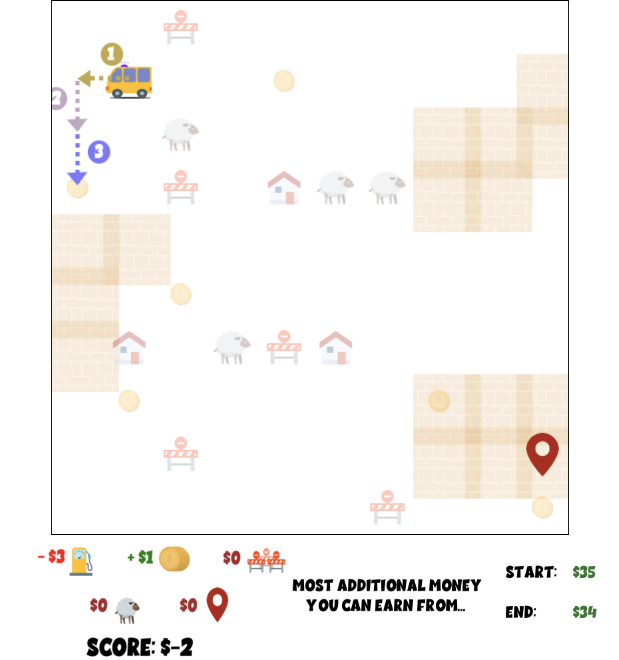 1
2
3
- $3
+ $1
$0
$0
$0
MOST ADDITIONAL MONEY
YOU CAN EARN FROM...
START: $35
END: $34
SCORE: $-2